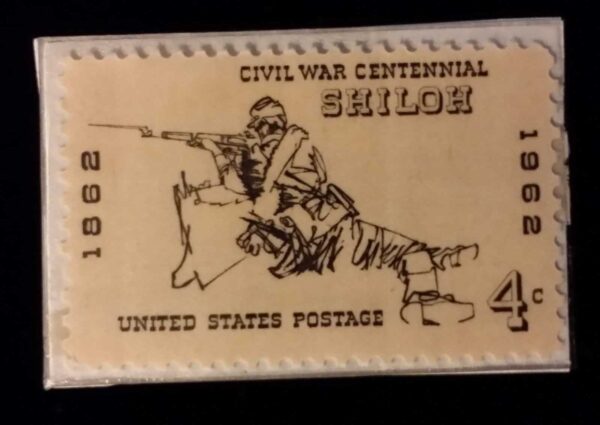 CIVIL WAR CENTENNIAL
SHILOH
1862
1962
4c
UNITED STATES POSTAGE